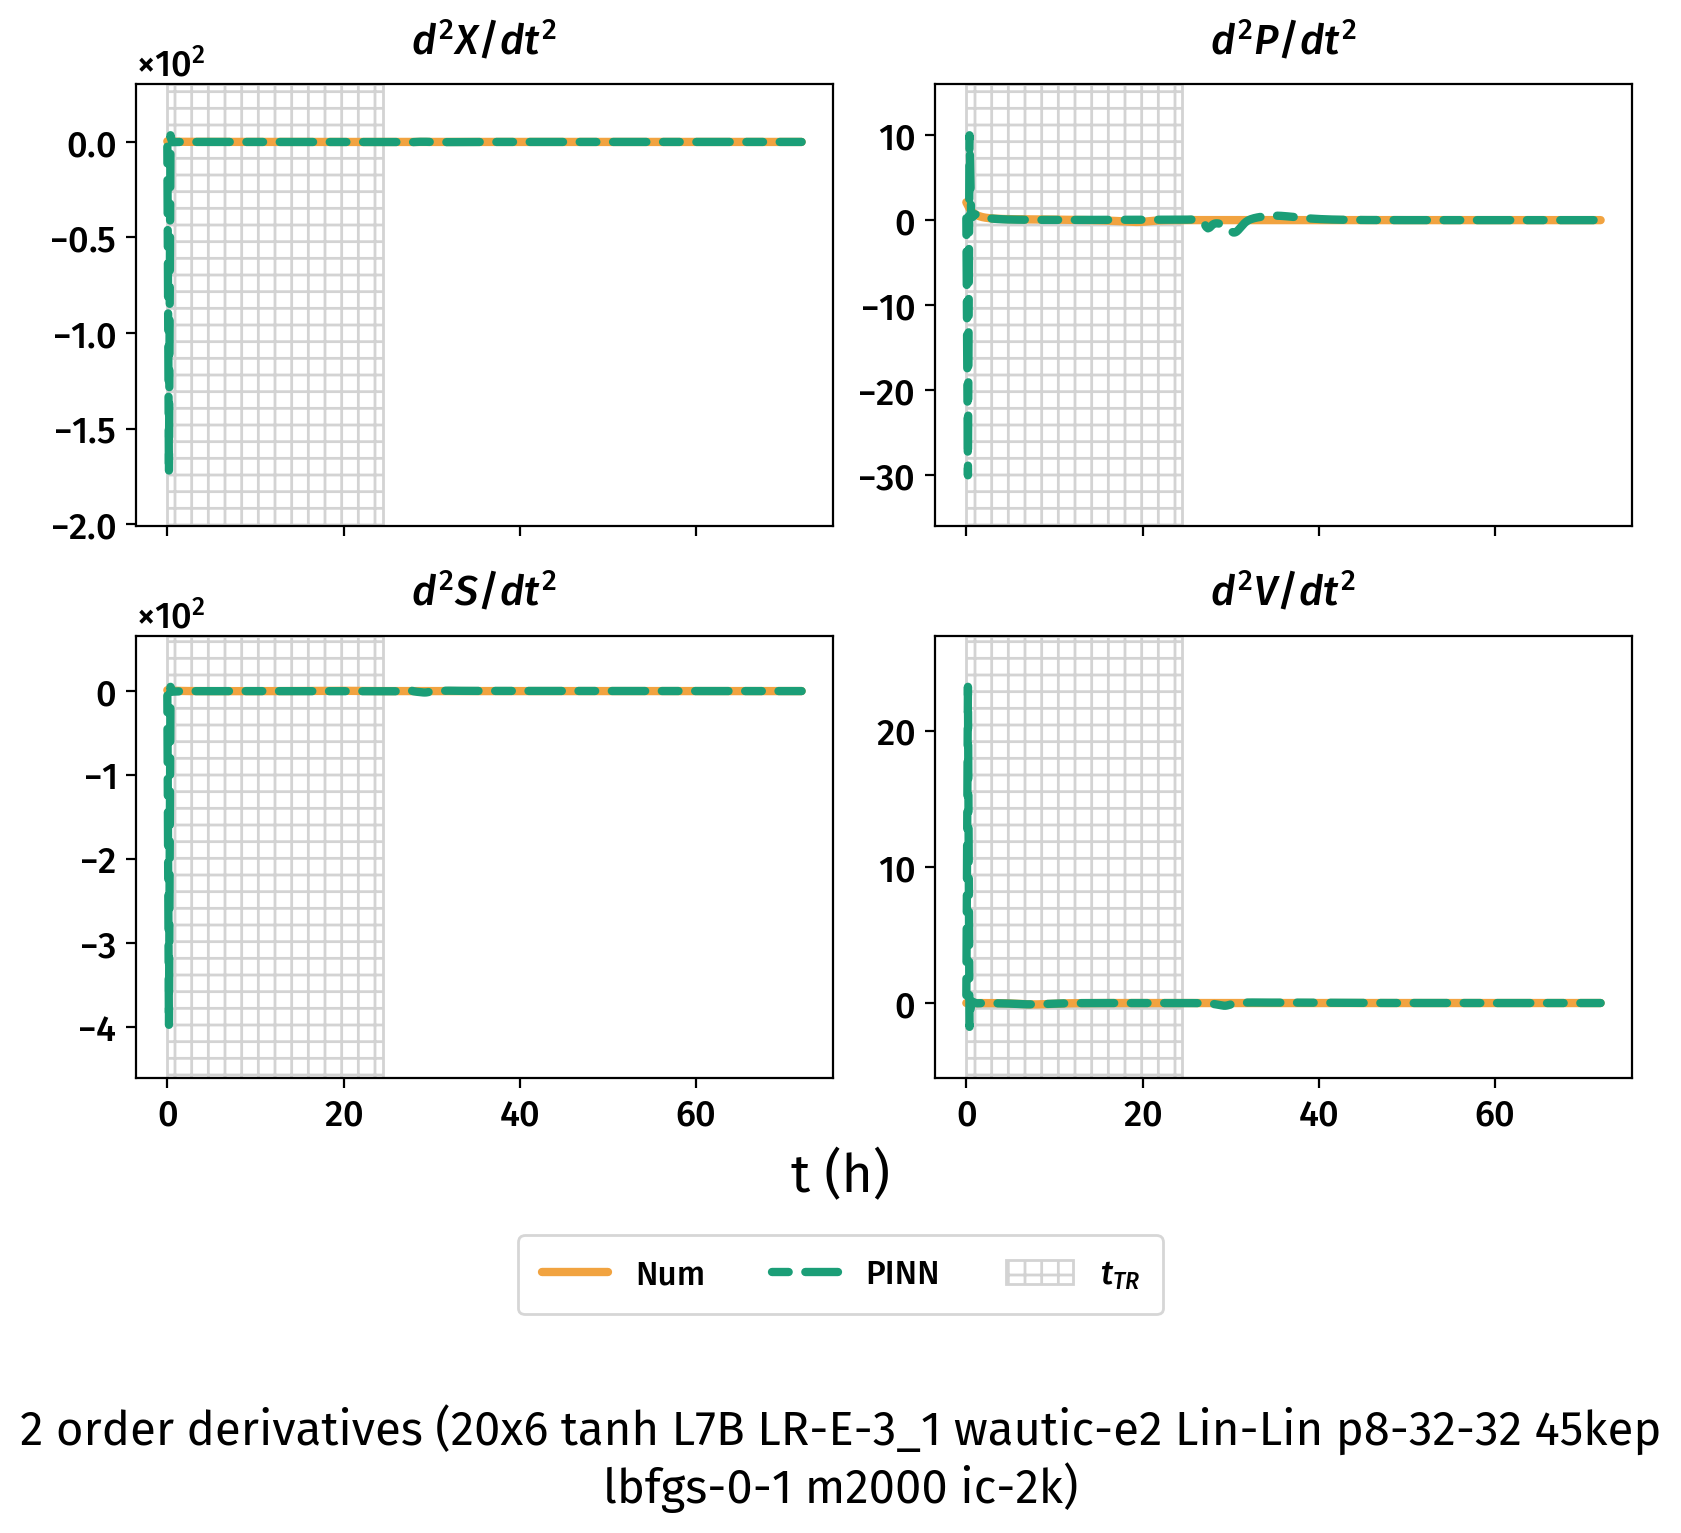 d²X/dt²
×10²
0.0
−0.5
−1.0
−1.5
−2.0
d²P/dt²
10
0
−10
−20
−30
d²S/dt²
×10²
0
−1
−2
−3
−4
0 20 40 60
d²V/dt²
20
10
0
0 20 40 60
t (h)
Num PINN t_TR
2 order derivatives (20x6 tanh L7B LR-E-3_1 wautic-e2 Lin-Lin p8-32-32 45kep
lbfgs-0-1 m2000 ic-2k)